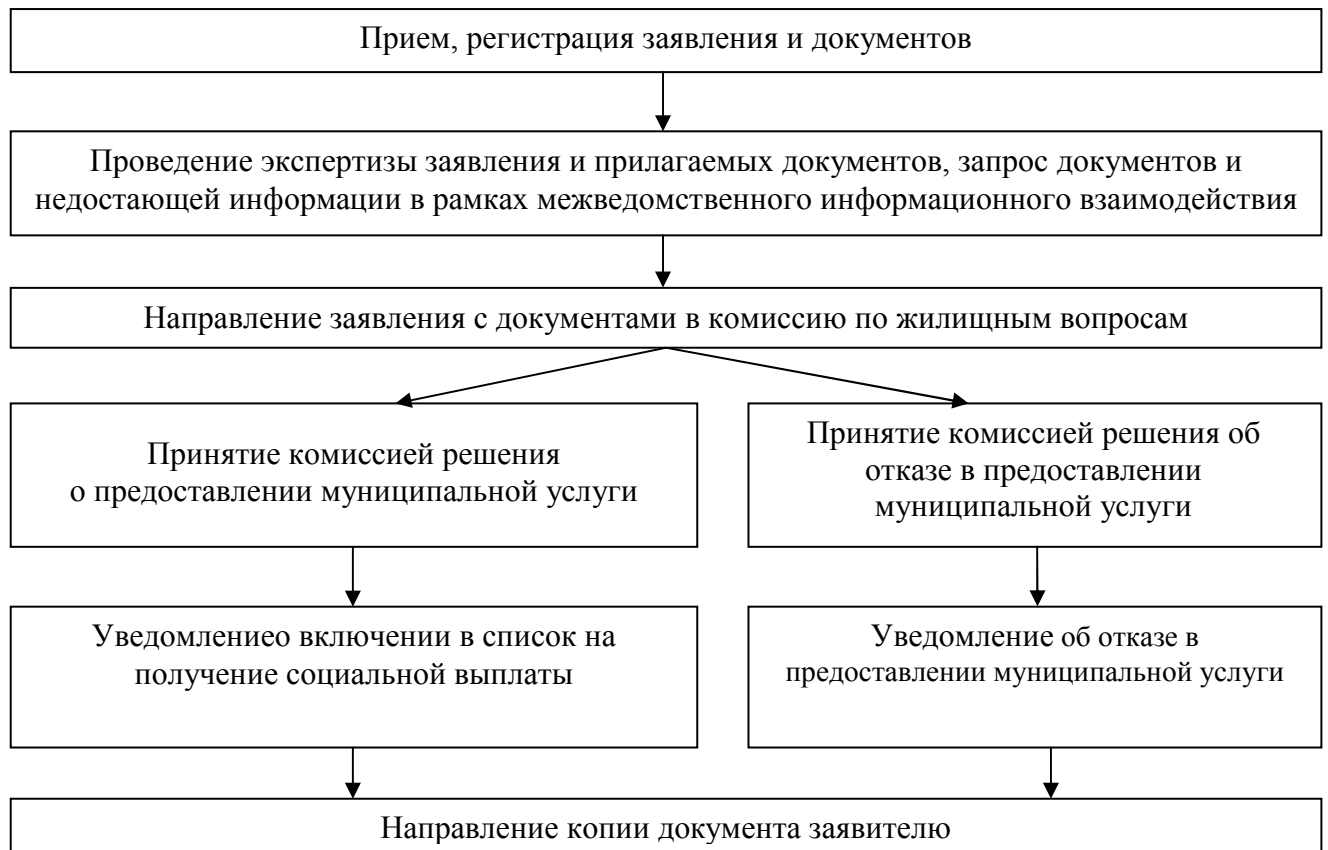 Прием, регистрация заявления и документов
Проведение экспертизы заявления и прилагаемых документов, запрос документов и
недостающей информации в рамках межведомственного информационного взаимодействия
Направление заявления с документами в комиссию по жилищным вопросам
Принятие комиссией решения
о предоставлении муниципальной услуги
Принятие комиссией решения об
отказе в предоставлении
муниципальной услуги
Уведомлениео включении в список на
получение социальной выплаты
Уведомление об отказе в
предоставлении муниципальной услуги
Направление копии документа заявителю